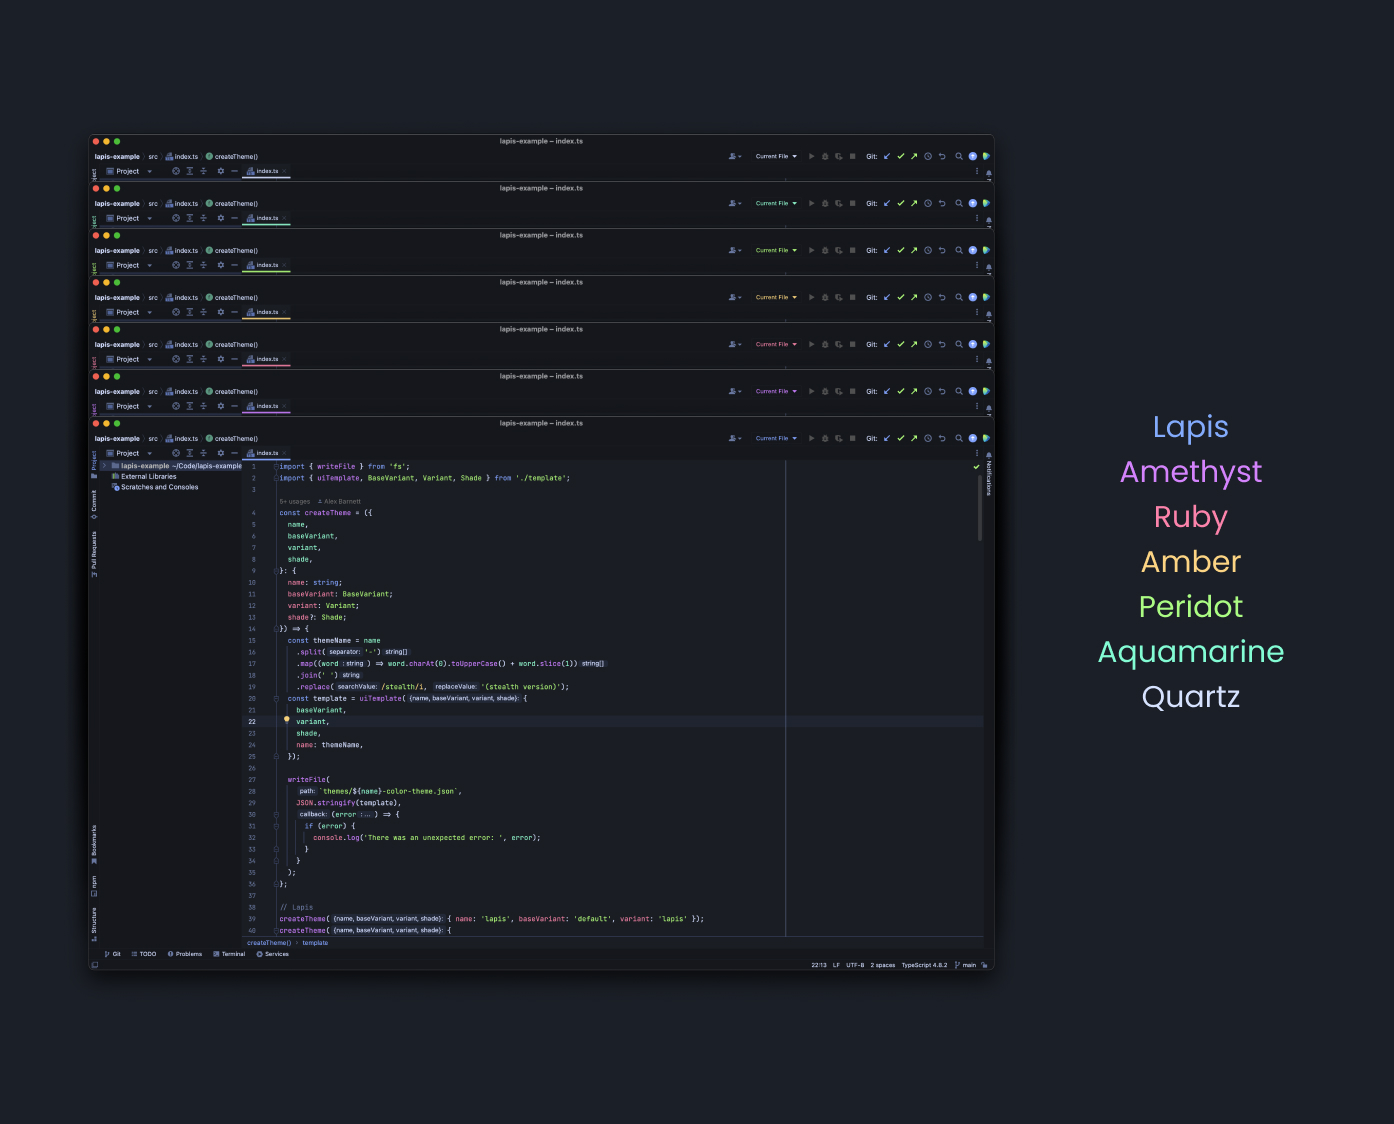 lapis-example – index.ts
lapis-example src index.ts createTheme() Current File Git:
Project index.ts
lapis-example – index.ts
lapis-example src index.ts createTheme() Current File Git:
Project index.ts
lapis-example – index.ts
lapis-example src index.ts createTheme() Current File Git:
Project index.ts
lapis-example – index.ts
lapis-example src index.ts createTheme() Current File Git:
Project index.ts
lapis-example – index.ts
lapis-example src index.ts createTheme() Current File Git:
Project index.ts
lapis-example – index.ts
lapis-example src index.ts createTheme() Current File Git:
Project index.ts
lapis-example – index.ts
lapis-example src index.ts createTheme() Current File Git:
Project index.ts
Project
Commit
Pull Requests
Bookmarks
npm
Structure
lapis-example ~/Code/lapis-example
External Libraries
Scratches and Consoles
1 import { writeFile } from 'fs';
2 import { uiTemplate, BaseVariant, Variant, Shade } from './template';
3
5+ usages Alex Barnett
4 const createTheme = ({
5 name,
6 baseVariant,
7 variant,
8 shade,
9 }: {
10 name: string;
11 baseVariant: BaseVariant;
12 variant: Variant;
13 shade?: Shade;
14 }) ⇒ {
15 const themeName = name
16 .split( separator: '-') string[]
17 .map((word : string ) ⇒ word.charAt(0).toUpperCase() + word.slice(1)) string[]
18 .join(' ') string
19 .replace( searchValue: /stealth/i, replaceValue: '(stealth version)');
20 const template = uiTemplate( {name, baseVariant, variant, shade}: {
21 baseVariant,
22 variant,
23 shade,
24 name: themeName,
25 });
26
27 writeFile(
28 path: `themes/${name}-color-theme.json`,
29 JSON.stringify(template),
30 callback: (error : ... ) ⇒ {
31 if (error) {
32 console.log('There was an unexpected error: ', error);
33 }
34 }
35 );
36 };
37
38 // Lapis
39 createTheme( {name, baseVariant, variant, shade}: { name: 'lapis', baseVariant: 'default', variant: 'lapis' });
40 createTheme( {name, baseVariant, variant, shade}: {
createTheme() › template
Notifications
Git TODO Problems Terminal Services
22:13 LF UTF-8 2 spaces TypeScript 4.8.2 main
Lapis
Amethyst
Ruby
Amber
Peridot
Aquamarine
Quartz